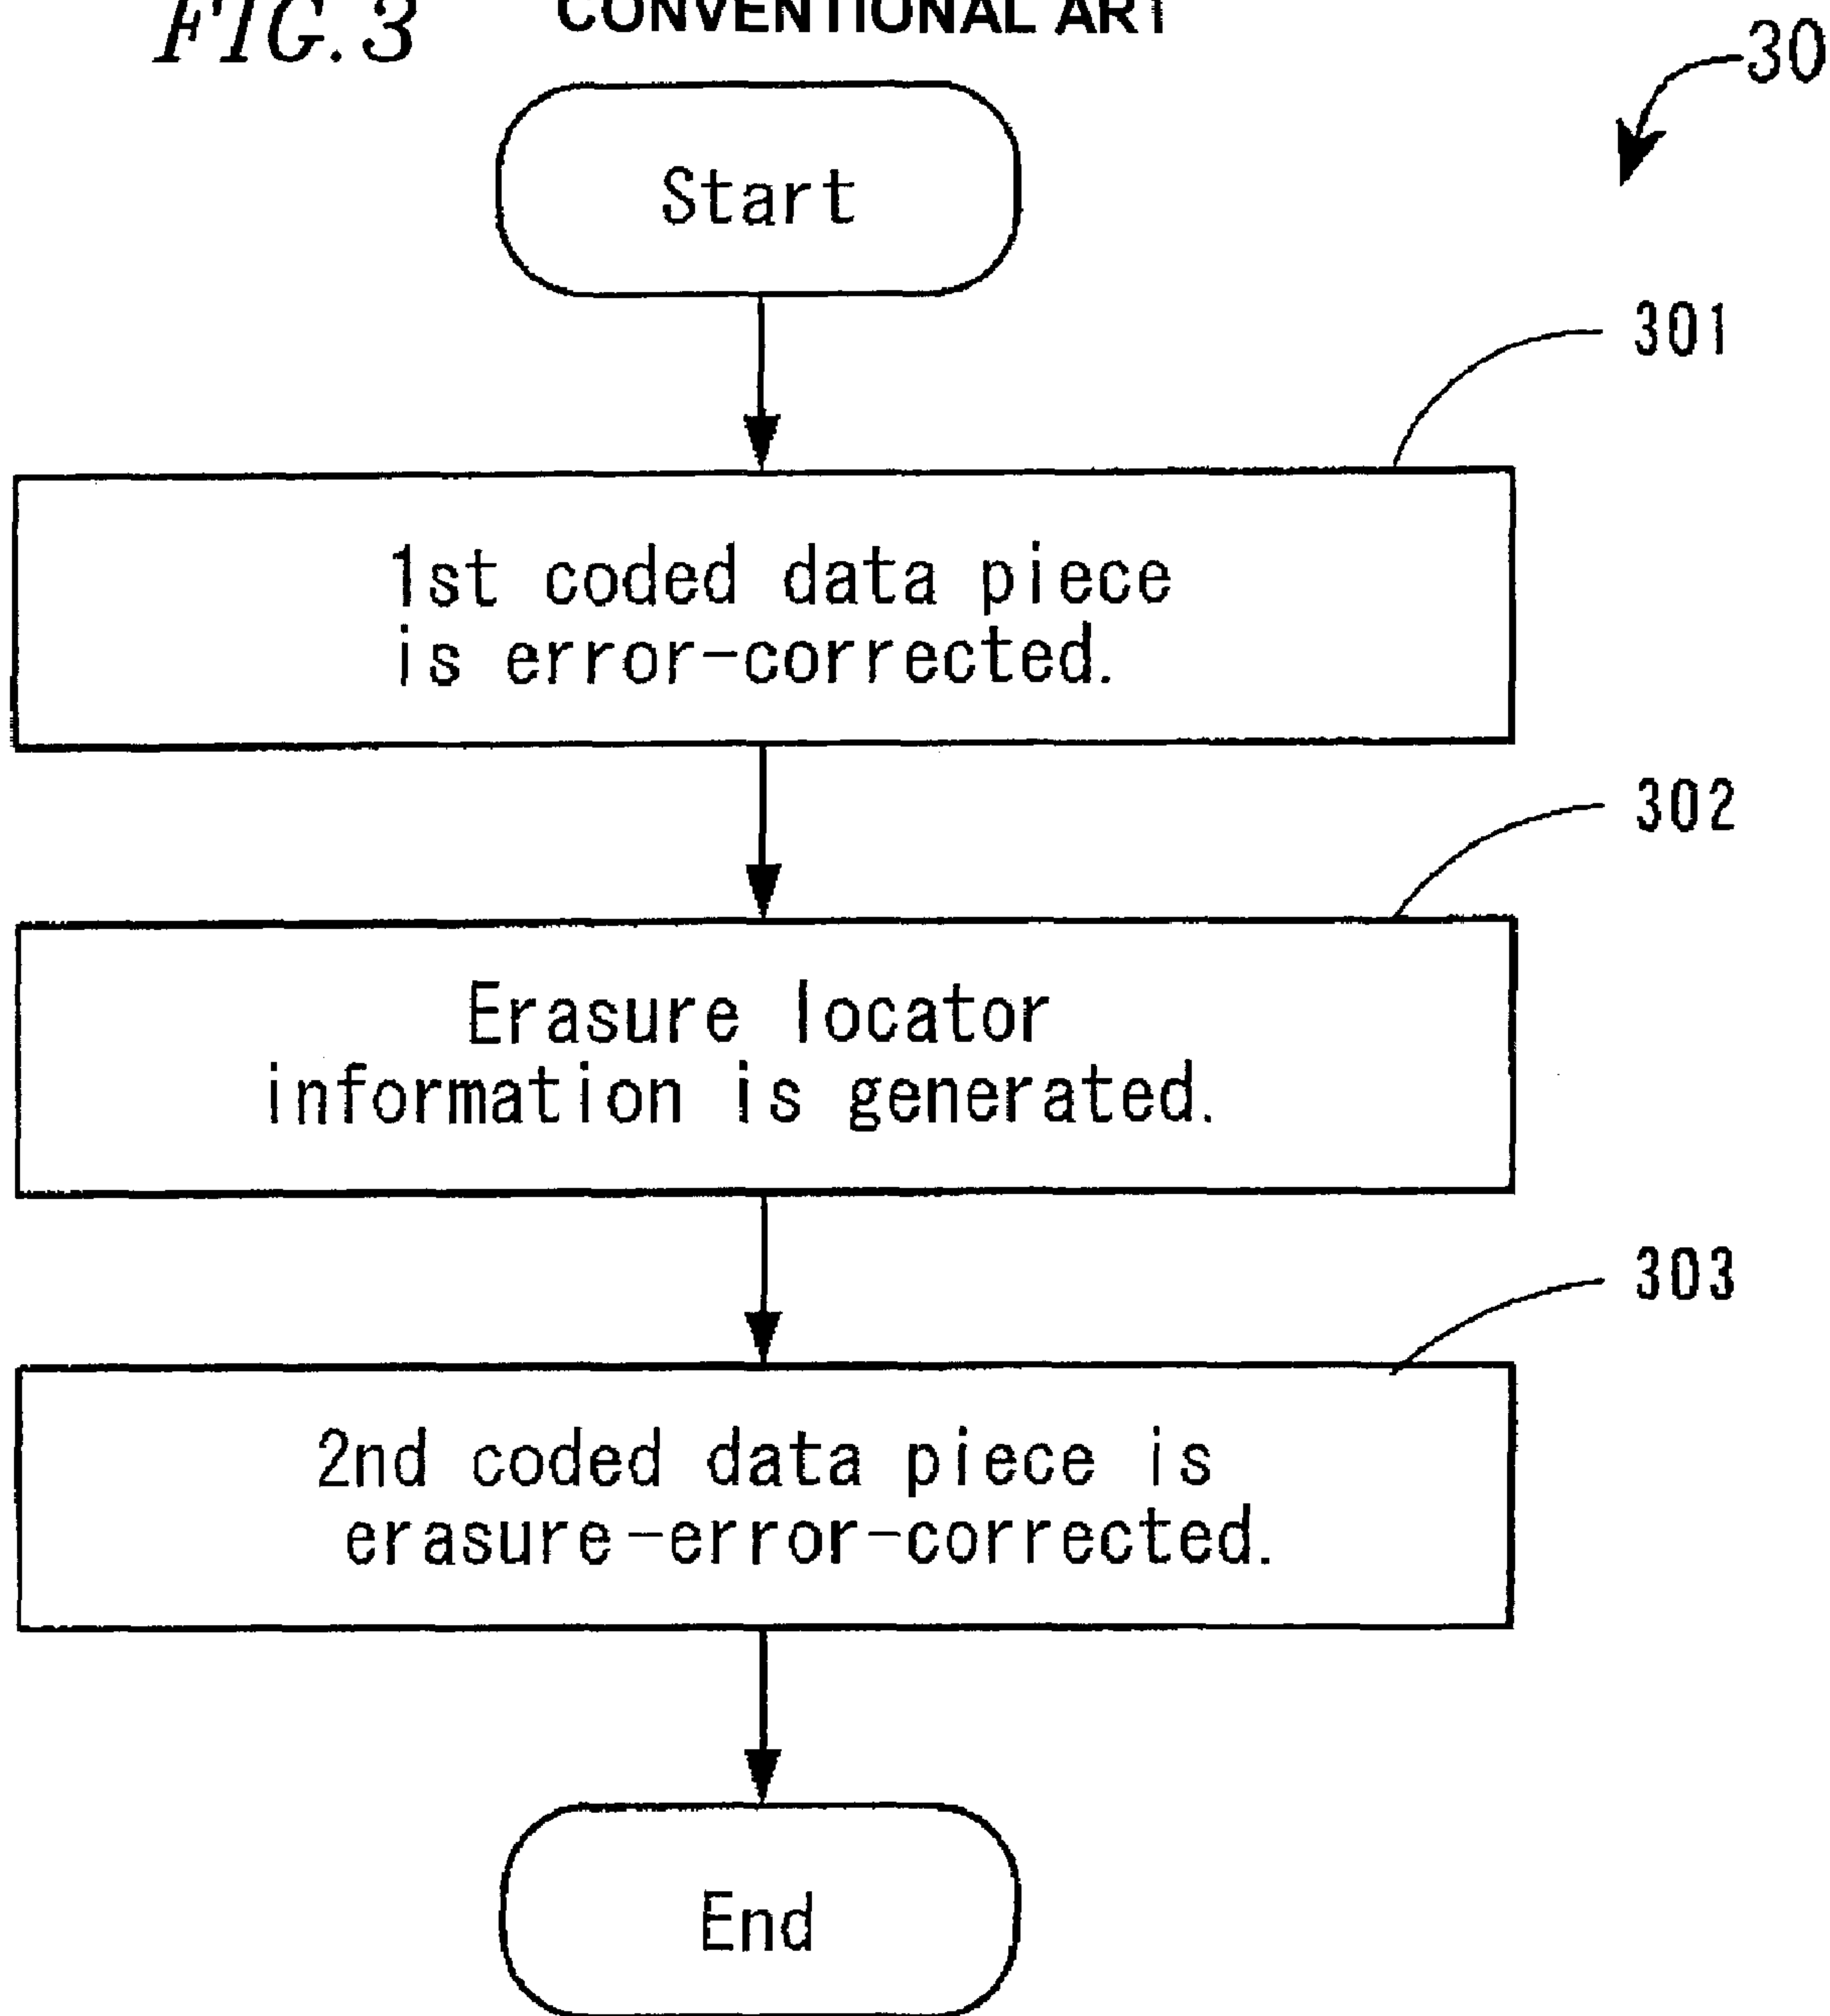 FIG. 3 CONVENTIONAL ART
30
Start
301
1st coded data piece
is error-corrected.
302
Erasure locator
information is generated.
303
2nd coded data piece is
erasure-error-corrected.
End